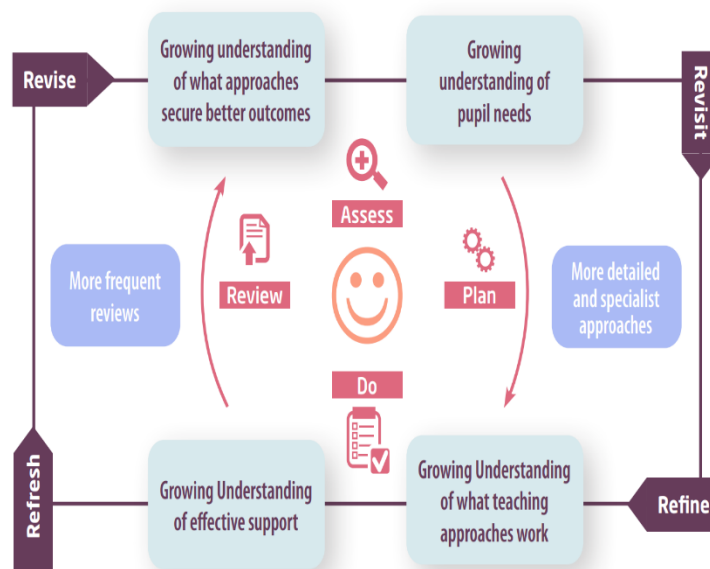 Revise
Growing understanding
of what approaches
secure better outcomes
Growing
understanding of
pupil needs
Revisit
Assess
More frequent
reviews
Review
Plan
More detailed
and specialist
approaches
Do
Refresh
Growing Understanding
of effective support
Growing Understanding
of what teaching
approaches work
Refine